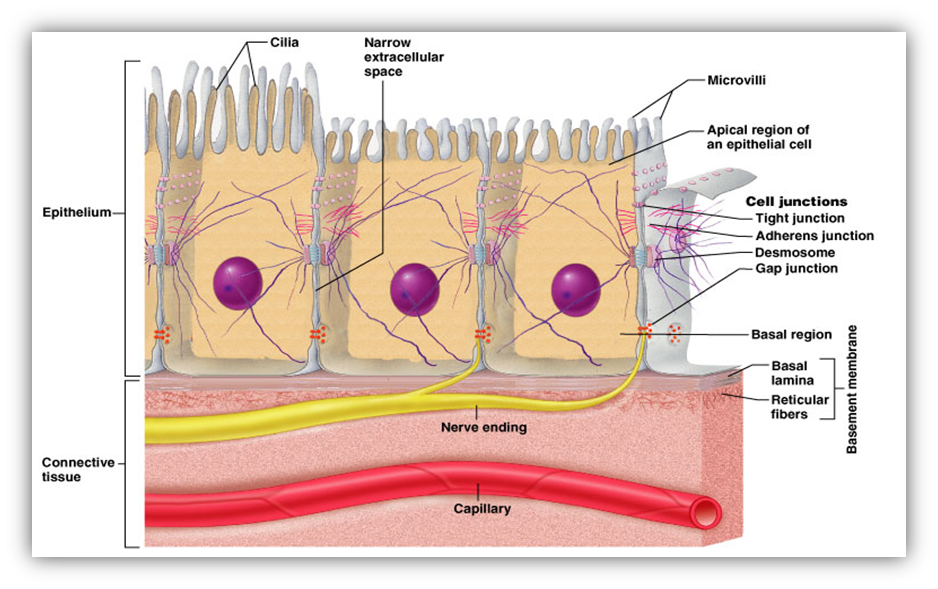 Cilia
Narrow
extracellular
space
Microvilli
Apical region of
an epithelial cell
Epithelium
Cell junctions
Tight junction
Adherens junction
Desmosome
Gap junction
Basal region
Basal
lamina
Reticular
fibers
Basement membrane
Nerve ending
Connective
tissue
Capillary